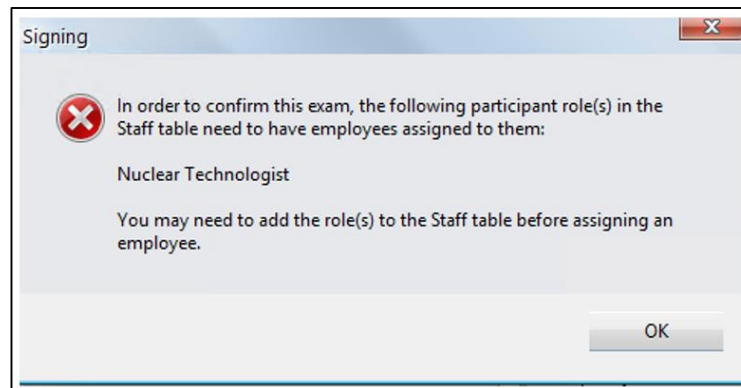 Signing
In order to confirm this exam, the following participant role(s) in the
Staff table need to have employees assigned to them:
Nuclear Technologist
You may need to add the role(s) to the Staff table before assigning an
employee.
OK